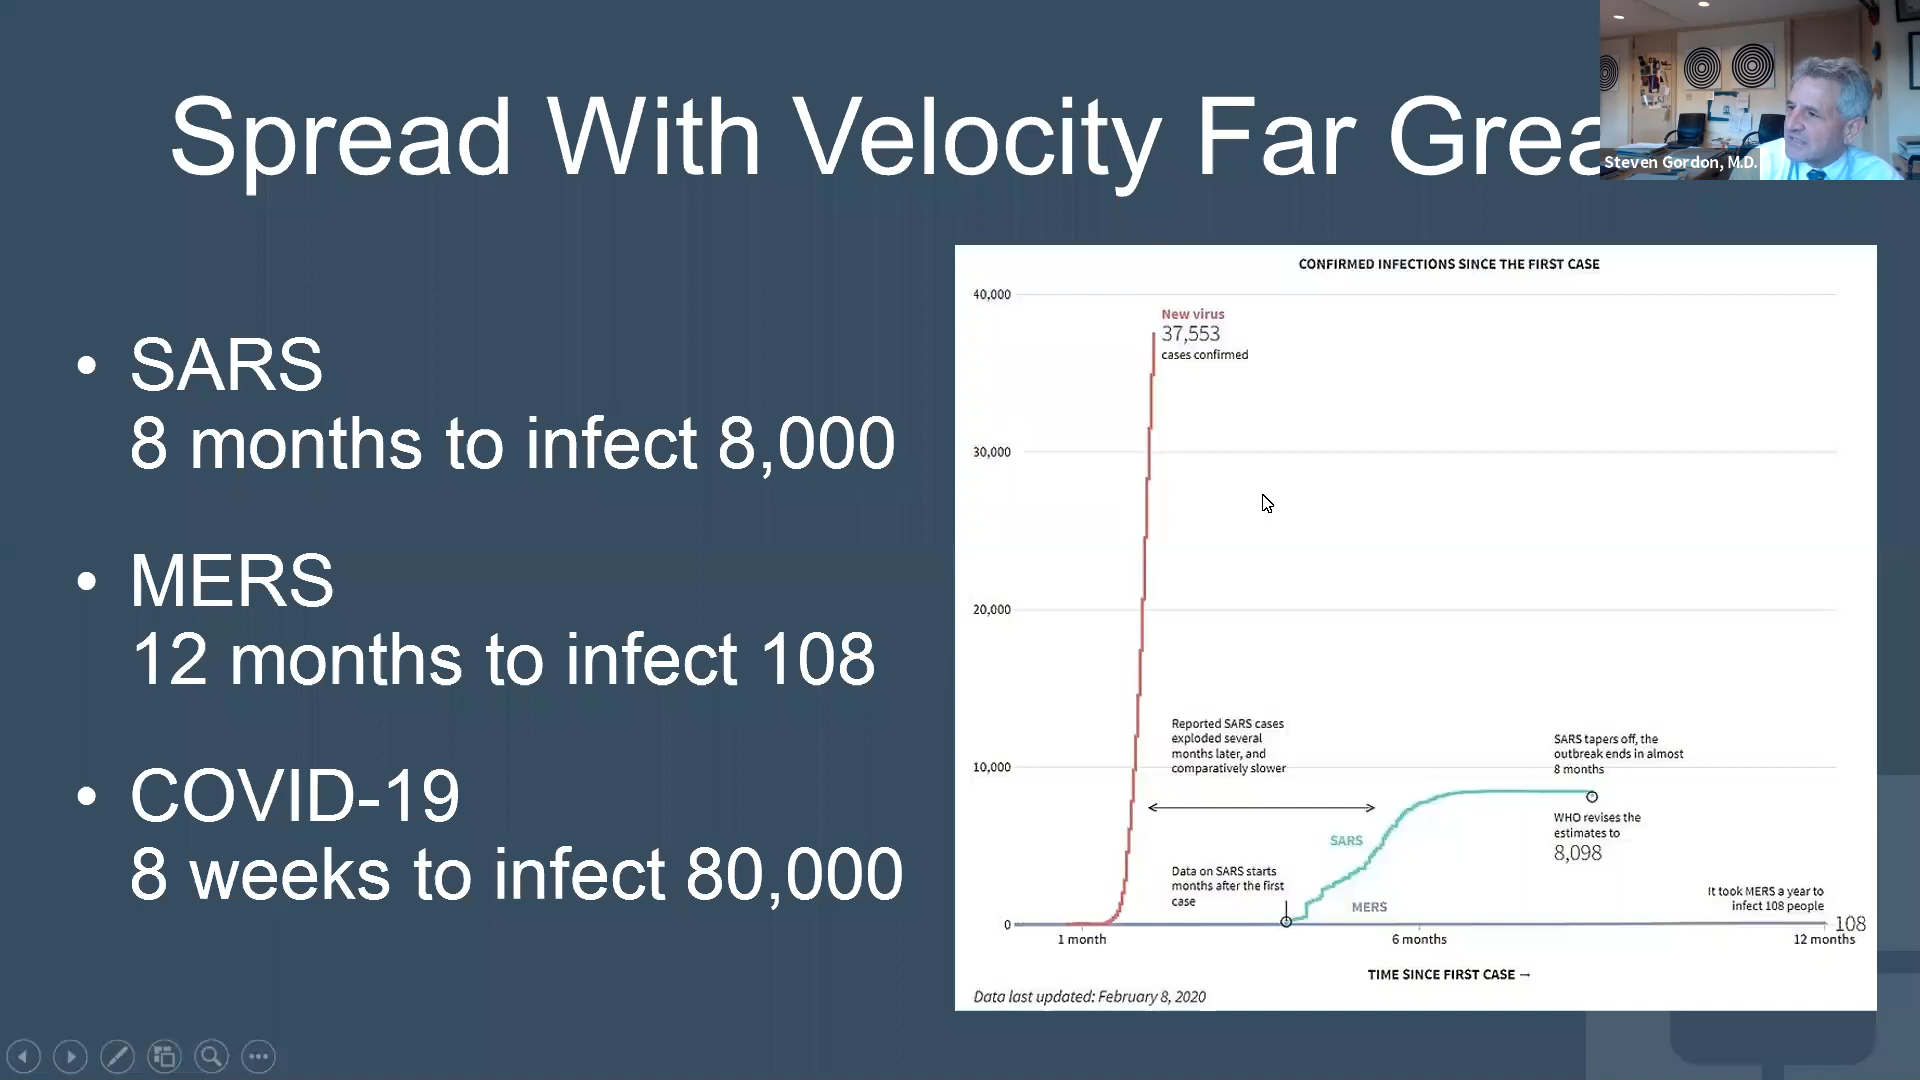 Spread With Velocity Far Grea
Steven Gordon, M.D.
• SARS
8 months to infect 8,000
• MERS
12 months to infect 108
• COVID-19
8 weeks to infect 80,000
CONFIRMED INFECTIONS SINCE THE FIRST CASE
40,000
New virus
37,553
cases confirmed
30,000
20,000
Reported SARS cases
exploded several
months later, and
comparatively slower
SARS tapers off, the
outbreak ends in almost
8 months
10,000
WHO revises the
estimates to
8,098
SARS
Data on SARS starts
months after the first
case
MERS
It took MERS a year to
infect 108 people
0
108
1 month
6 months
12 months
TIME SINCE FIRST CASE →
Data last updated: February 8, 2020